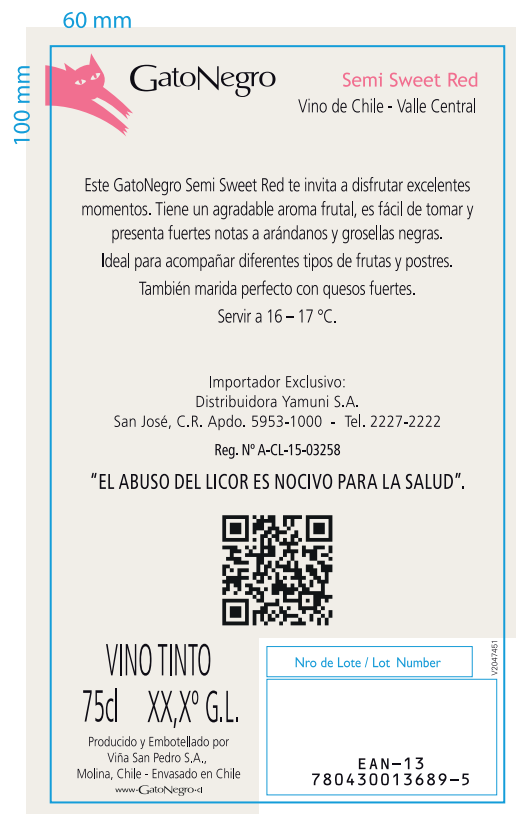 60 mm
100 mm
GatoNegro
Semi Sweet Red
Vino de Chile - Valle Central
Este GatoNegro Semi Sweet Red te invita a disfrutar excelentes
momentos. Tiene un agradable aroma frutal, es fácil de tomar y
presenta fuertes notas a arándanos y grosellas negras.
Ideal para acompañar diferentes tipos de frutas y postres.
También marida perfecto con quesos fuertes.
Servir a 16 – 17 °C.
Importador Exclusivo:
Distribuidora Yamuni S.A.
San José, C.R. Apdo. 5953-1000 - Tel. 2227-2222
Reg. Nº A-CL-15-03258
“EL ABUSO DEL LICOR ES NOCIVO PARA LA SALUD”.
VINO TINTO
75cl XX,Xº G.L.
Producido y Embotellado por
Viña San Pedro S.A.,
Molina, Chile - Envasado en Chile
www·GatoNegro·cl
Nro de Lote / Lot Number
V2047451
EAN-13
780430013689-5